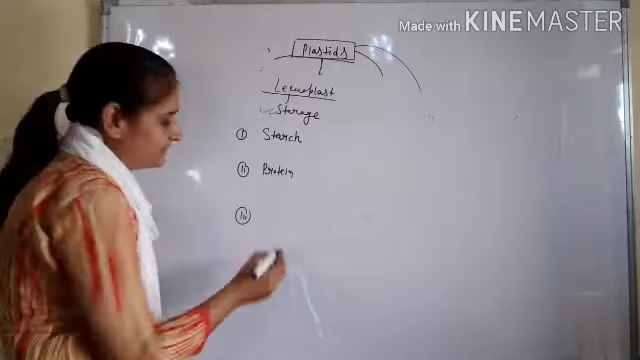 Made with KINEMASTER
Plastids
Leucoplast
Storage
(i) Starch
(ii) Protein
(iii)